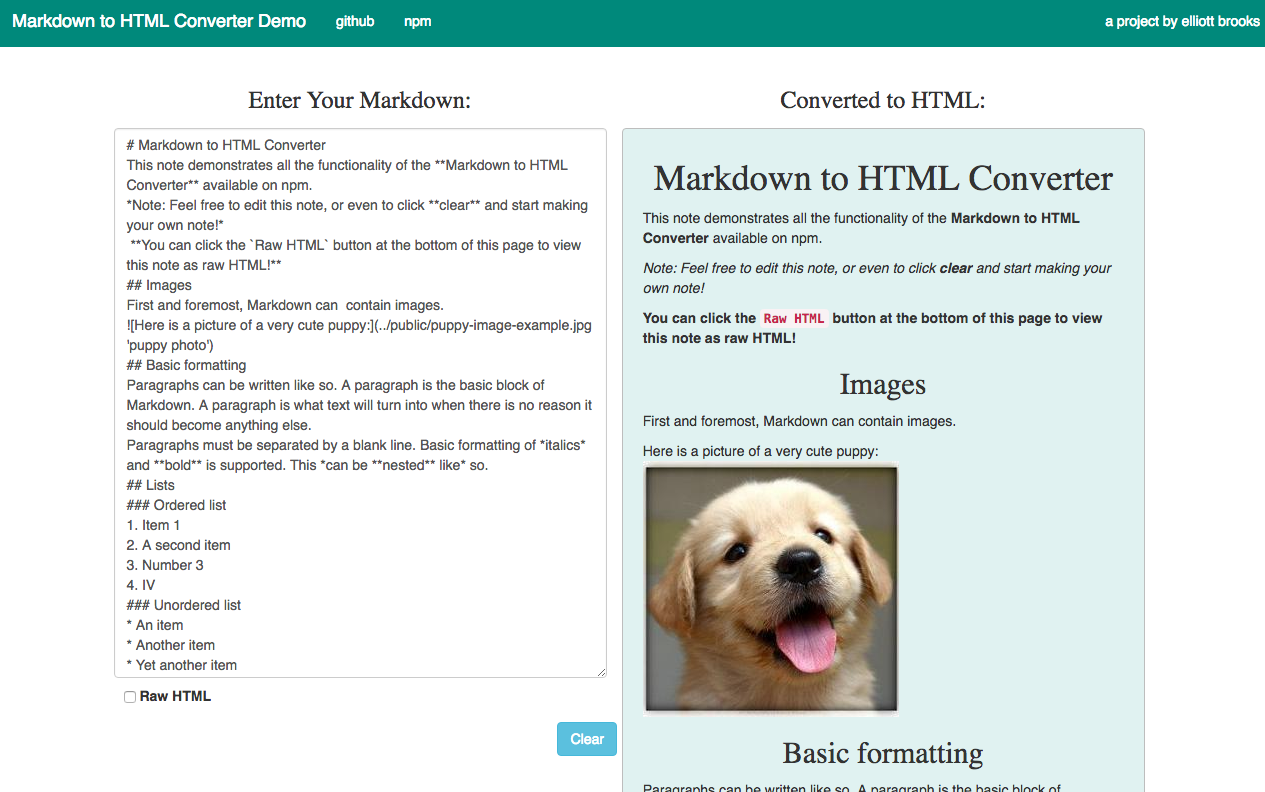 Markdown to HTML Converter Demo github npm a project by elliott brooks
Enter Your Markdown:
# Markdown to HTML Converter
This note demonstrates all the functionality of the **Markdown to HTML
Converter** available on npm.
*Note: Feel free to edit this note, or even to click **clear** and start making
your own note!*
**You can click the `Raw HTML` button at the bottom of this page to view
this note as raw HTML!**
## Images
First and foremost, Markdown can  contain images.
![Here is a picture of a very cute puppy:](../public/puppy-image-example.jpg
'puppy photo')
## Basic formatting
Paragraphs can be written like so. A paragraph is the basic block of
Markdown. A paragraph is what text will turn into when there is no reason it
should become anything else.
Paragraphs must be separated by a blank line. Basic formatting of *italics*
and **bold** is supported. This *can be **nested** like* so.
## Lists
### Ordered list
1. Item 1
2. A second item
3. Number 3
4. IV
### Unordered list
* An item
* Another item
* Yet another item
Raw HTML
Clear
Converted to HTML:
Markdown to HTML Converter
This note demonstrates all the functionality of the Markdown to HTML
Converter available on npm.
Note: Feel free to edit this note, or even to click clear and start making your
own note!
You can click the Raw HTML button at the bottom of this page to view
this note as raw HTML!
Images
First and foremost, Markdown can contain images.
Here is a picture of a very cute puppy:
Basic formatting
Paragraphs can be written like so. A paragraph is the basic block of